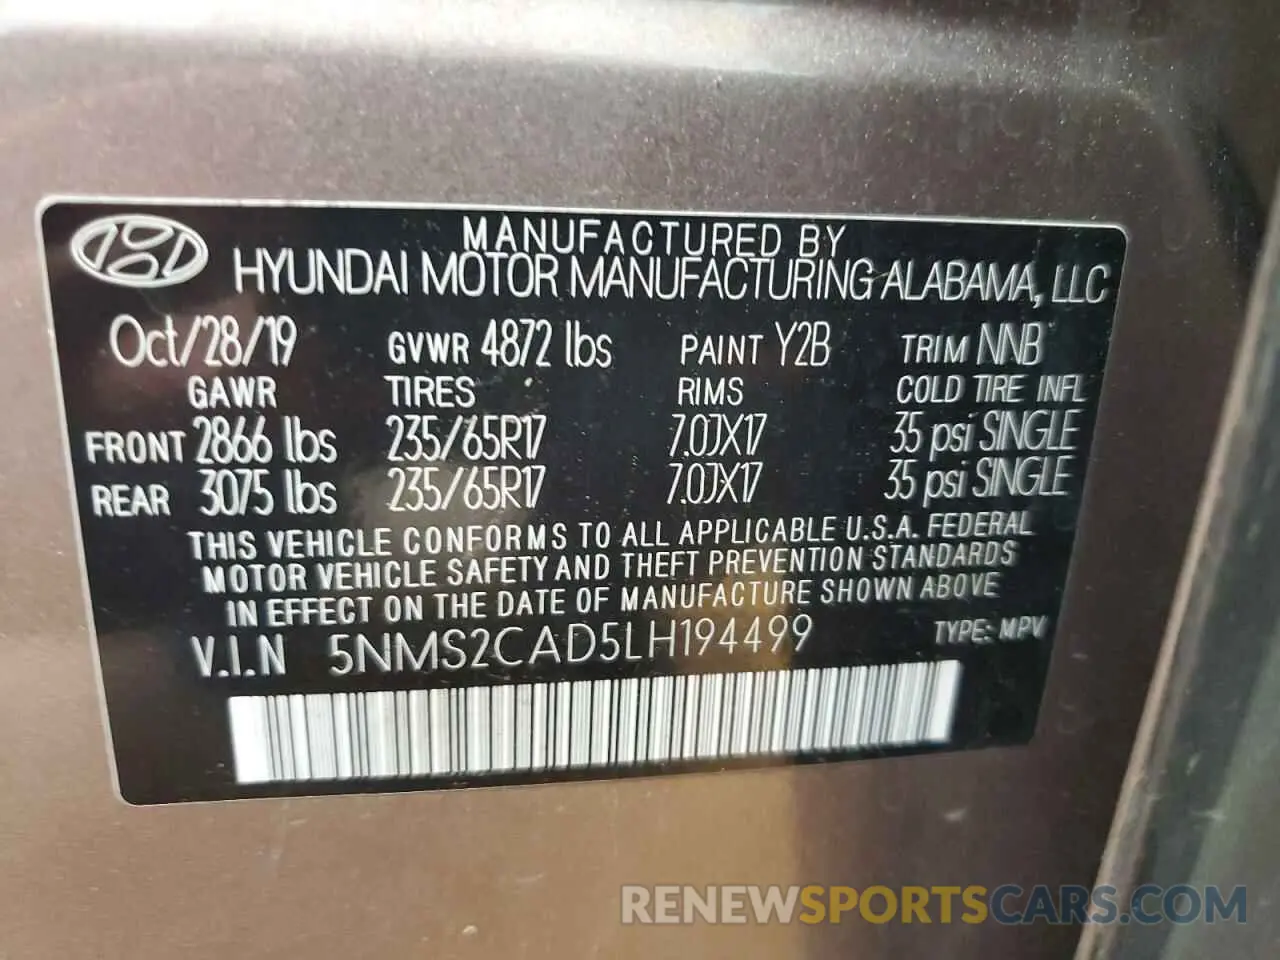 MANUFACTURED BY
HYUNDAI MOTOR MANUFACTURING ALABAMA, LLC
Oct/28/19 GVWR 4872 lbs PAINT Y2B TRIM NNB
GAWR TIRES RIMS COLD TIRE INFL
FRONT 2866 lbs 235/65R17 7.0JX17 35 psi SINGLE
REAR 3075 lbs 235/65R17 7.0JX17 35 psi SINGLE
THIS VEHICLE CONFORMS TO ALL APPLICABLE U.S.A. FEDERAL
MOTOR VEHICLE SAFETY AND THEFT PREVENTION STANDARDS
IN EFFECT ON THE DATE OF MANUFACTURE SHOWN ABOVE
V.I.N 5NMS2CAD5LH194499 TYPE: MPV
RENEWSPORTSCARS.COM